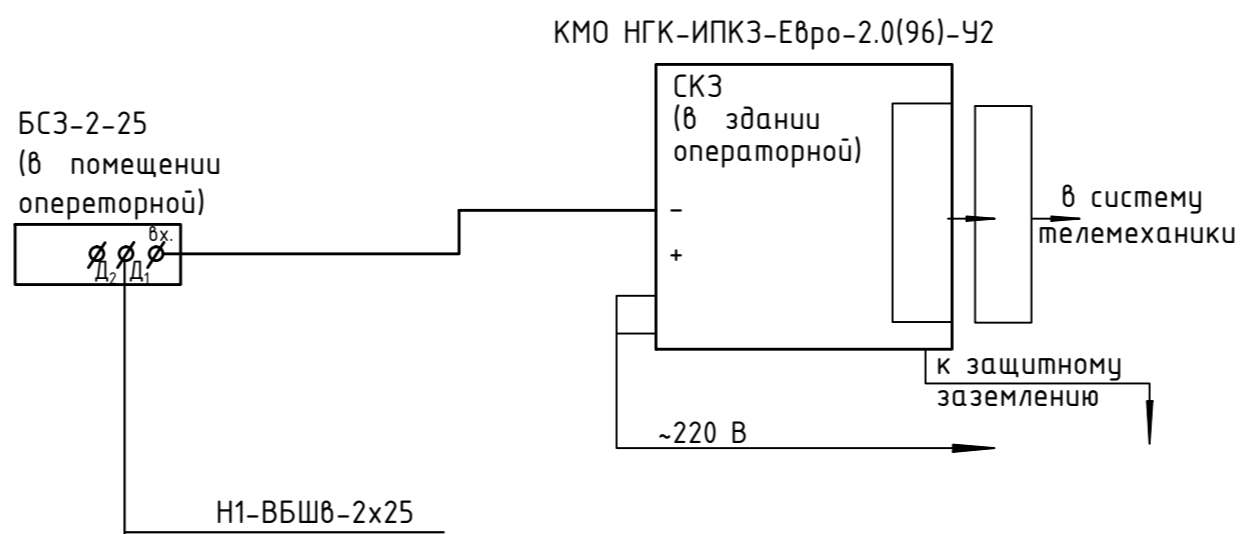 КМО НГК-ИПКЗ-Евро-2.0(96)-У2
СКЗ
(в здании
операторной)
БСЗ-2-25
(в помещении
опереторной)
вх.
Д₂ Д₁
-
+
в систему
телемеханики
к защитному
заземлению
~220 В
Н1-ВБШв-2х25